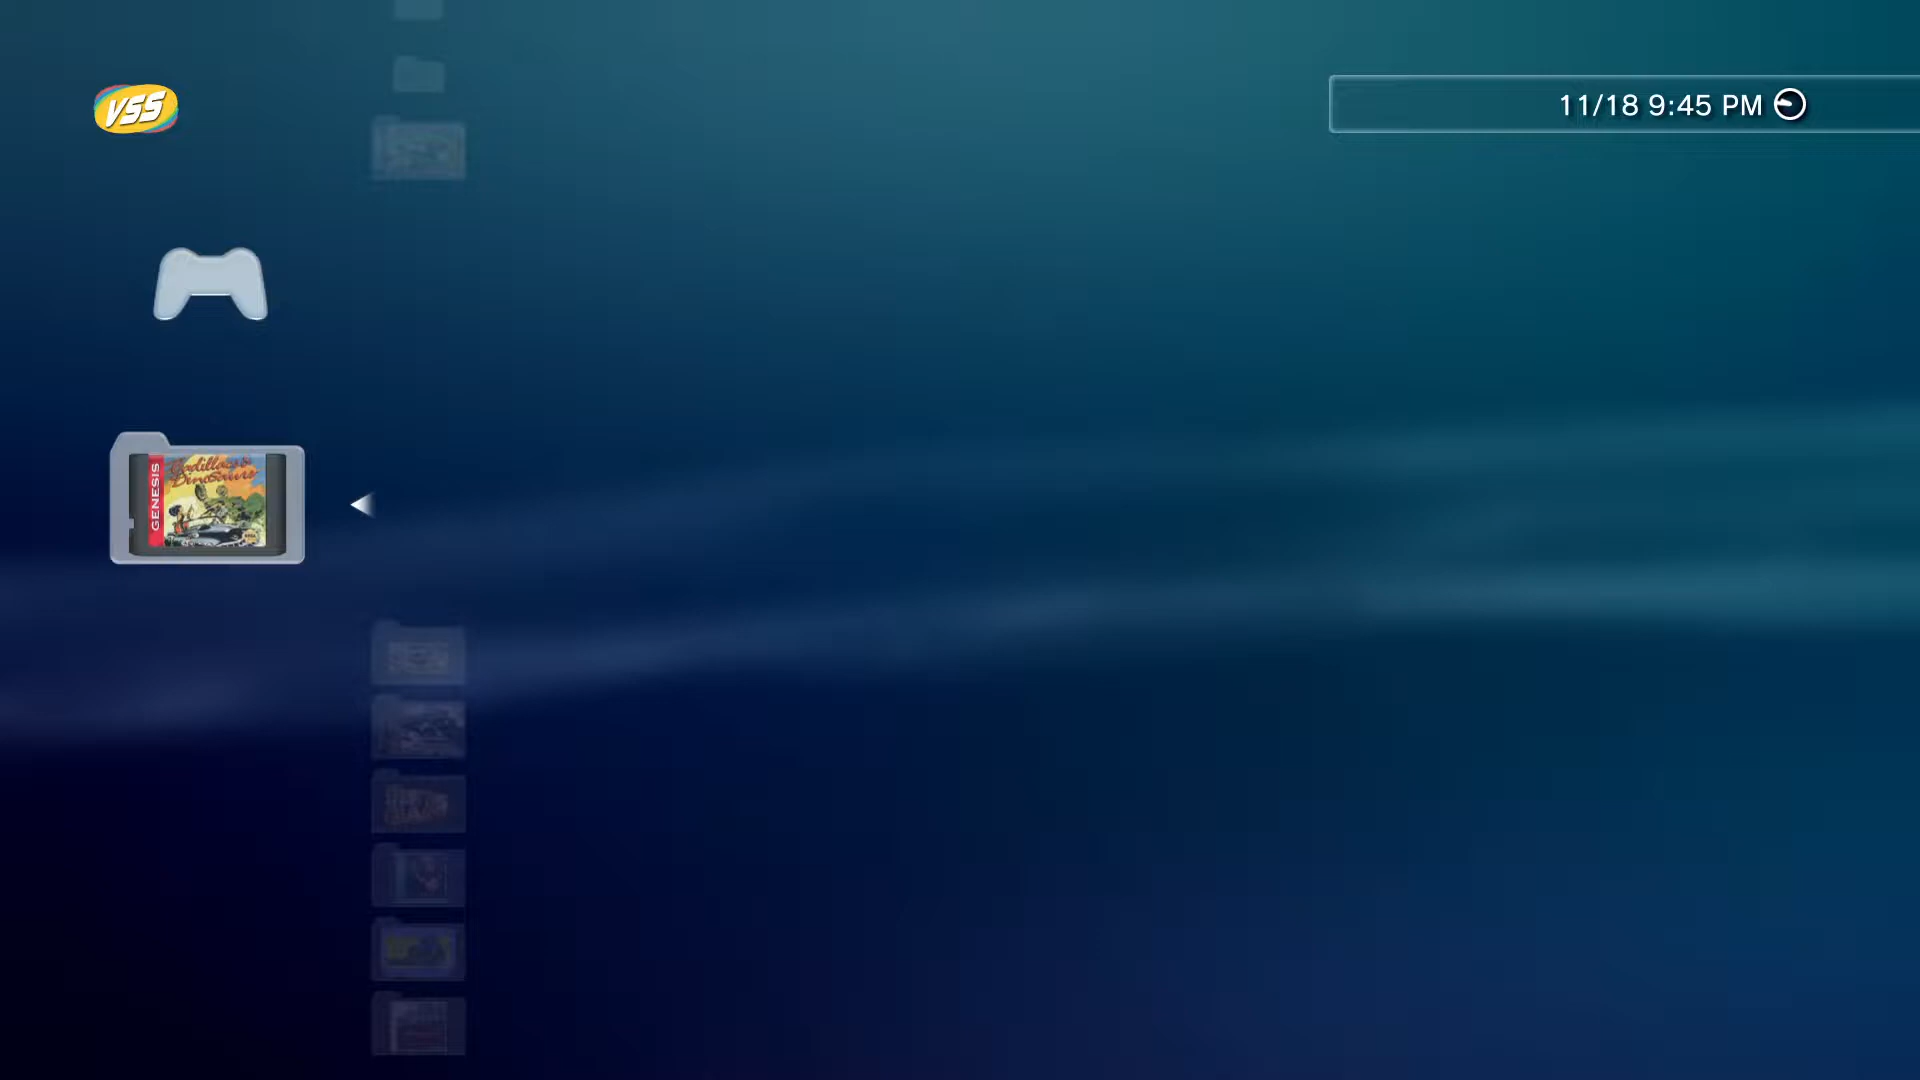 VSS
11/18 9:45 PM
GENESIS
Cadillacs &
Dinosaurs